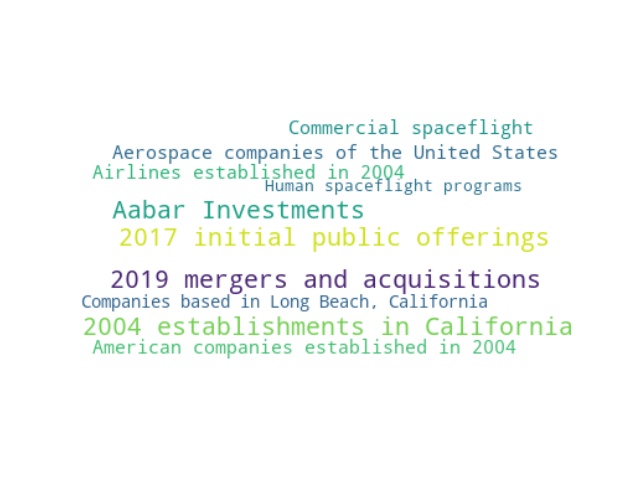 Commercial spaceflight
Aerospace companies of the United States
Airlines established in 2004
Human spaceflight programs
Aabar Investments
2017 initial public offerings
2019 mergers and acquisitions
Companies based in Long Beach, California
2004 establishments in California
American companies established in 2004